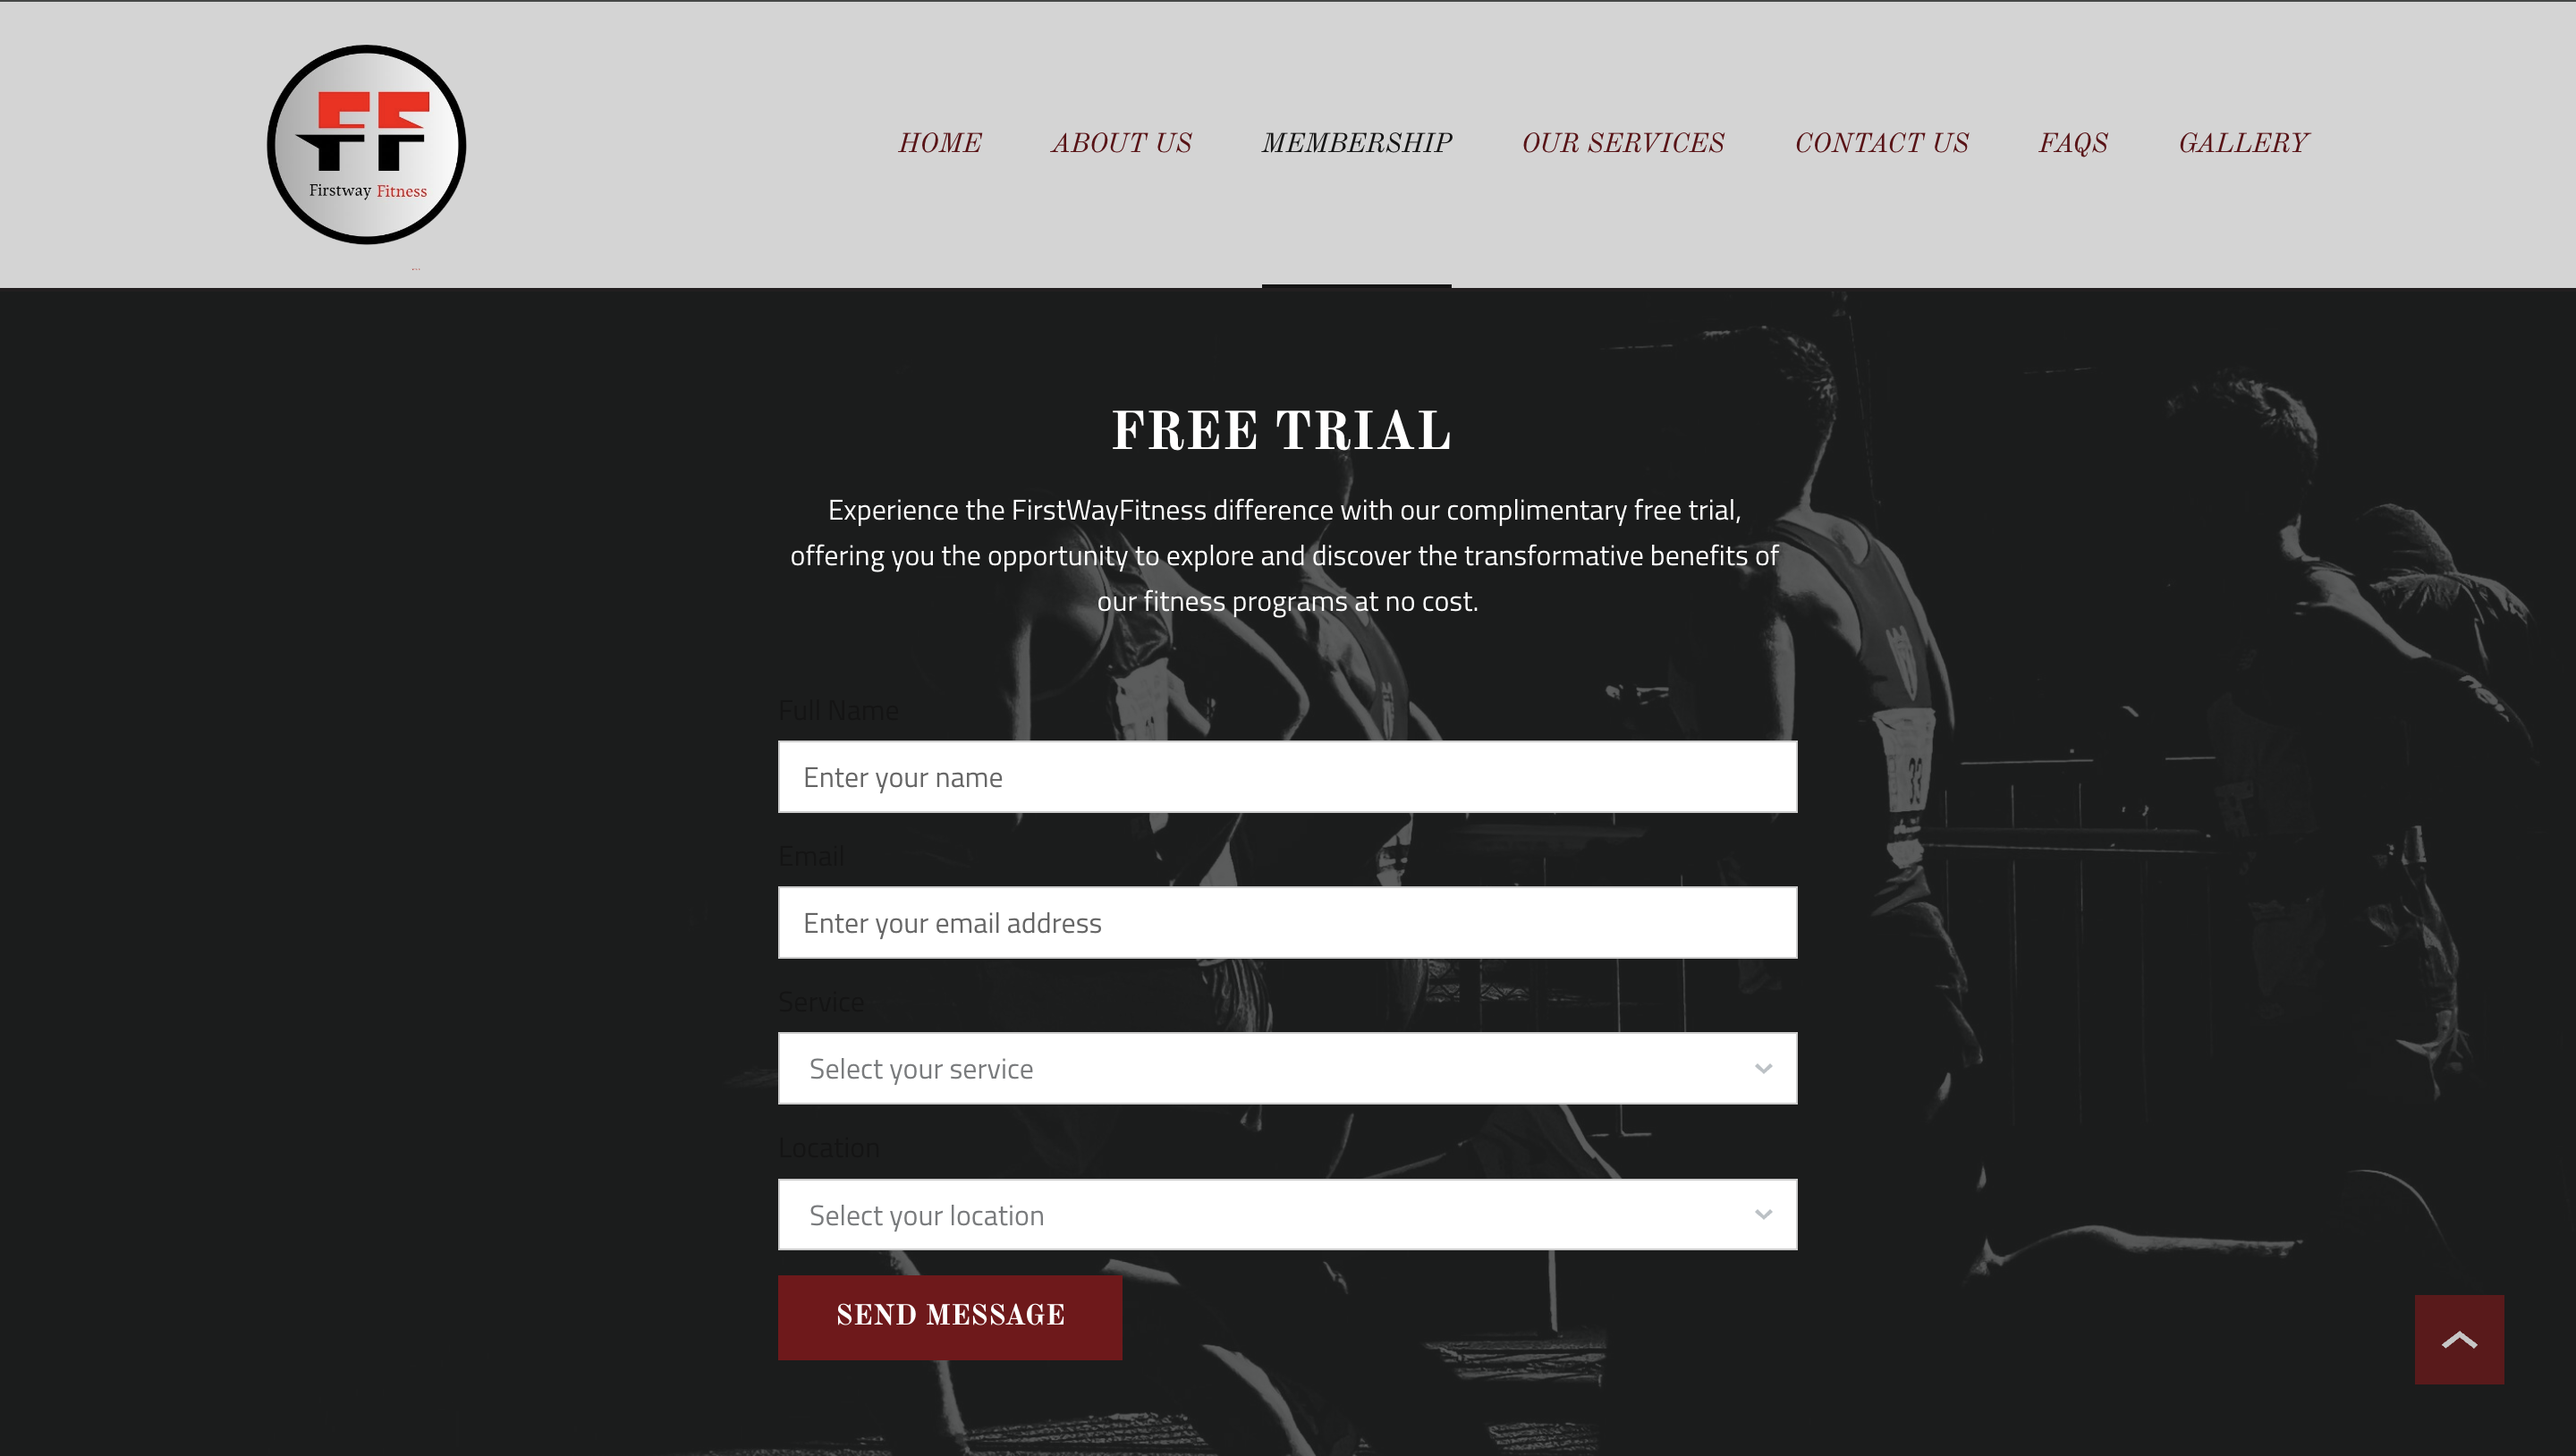 Firstway Fitness
HOME ABOUT US MEMBERSHIP OUR SERVICES CONTACT US FAQS GALLERY
FREE TRIAL
Experience the FirstWayFitness difference with our complimentary free trial,
offering you the opportunity to explore and discover the transformative benefits of
our fitness programs at no cost.
Full Name
Enter your name
Email
Enter your email address
Service
Select your service
Location
Select your location
SEND MESSAGE
33